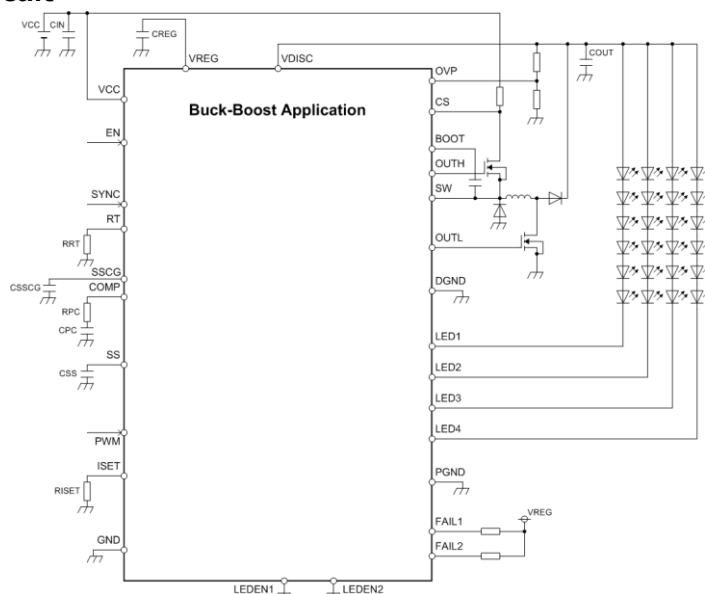 VCC
CIN
CREG
VREG
VDISC
COUT
OVP
VCC
Buck-Boost Application
CS
EN
BOOT
OUTH
SYNC
SW
RT
RRT
OUTL
SSCG
CSSCG
COMP
DGND
RPC
CPC
LED1
SS
CSS
LED2
LED3
LED4
PWM
ISET
PGND
RISET
VREG
FAIL1
GND
FAIL2
LEDEN1
LEDEN2